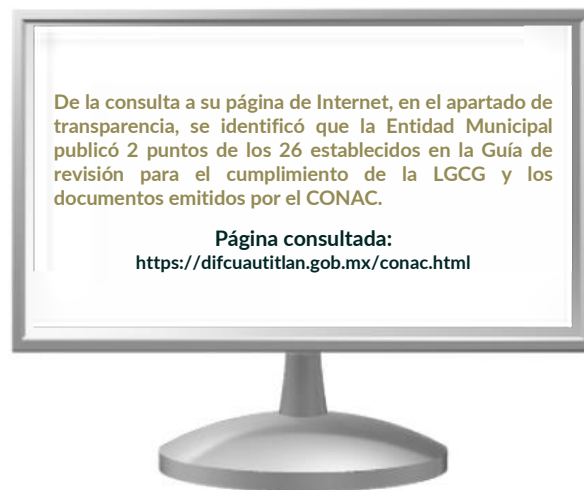 De la consulta a su página de Internet, en el apartado de
transparencia, se identificó que la Entidad Municipal
publicó 2 puntos de los 26 establecidos en la Guía de
revisión para el cumplimiento de la LGCG y los
documentos emitidos por el CONAC.
Página consultada:
https://difcuautitlan.gob.mx/conac.html